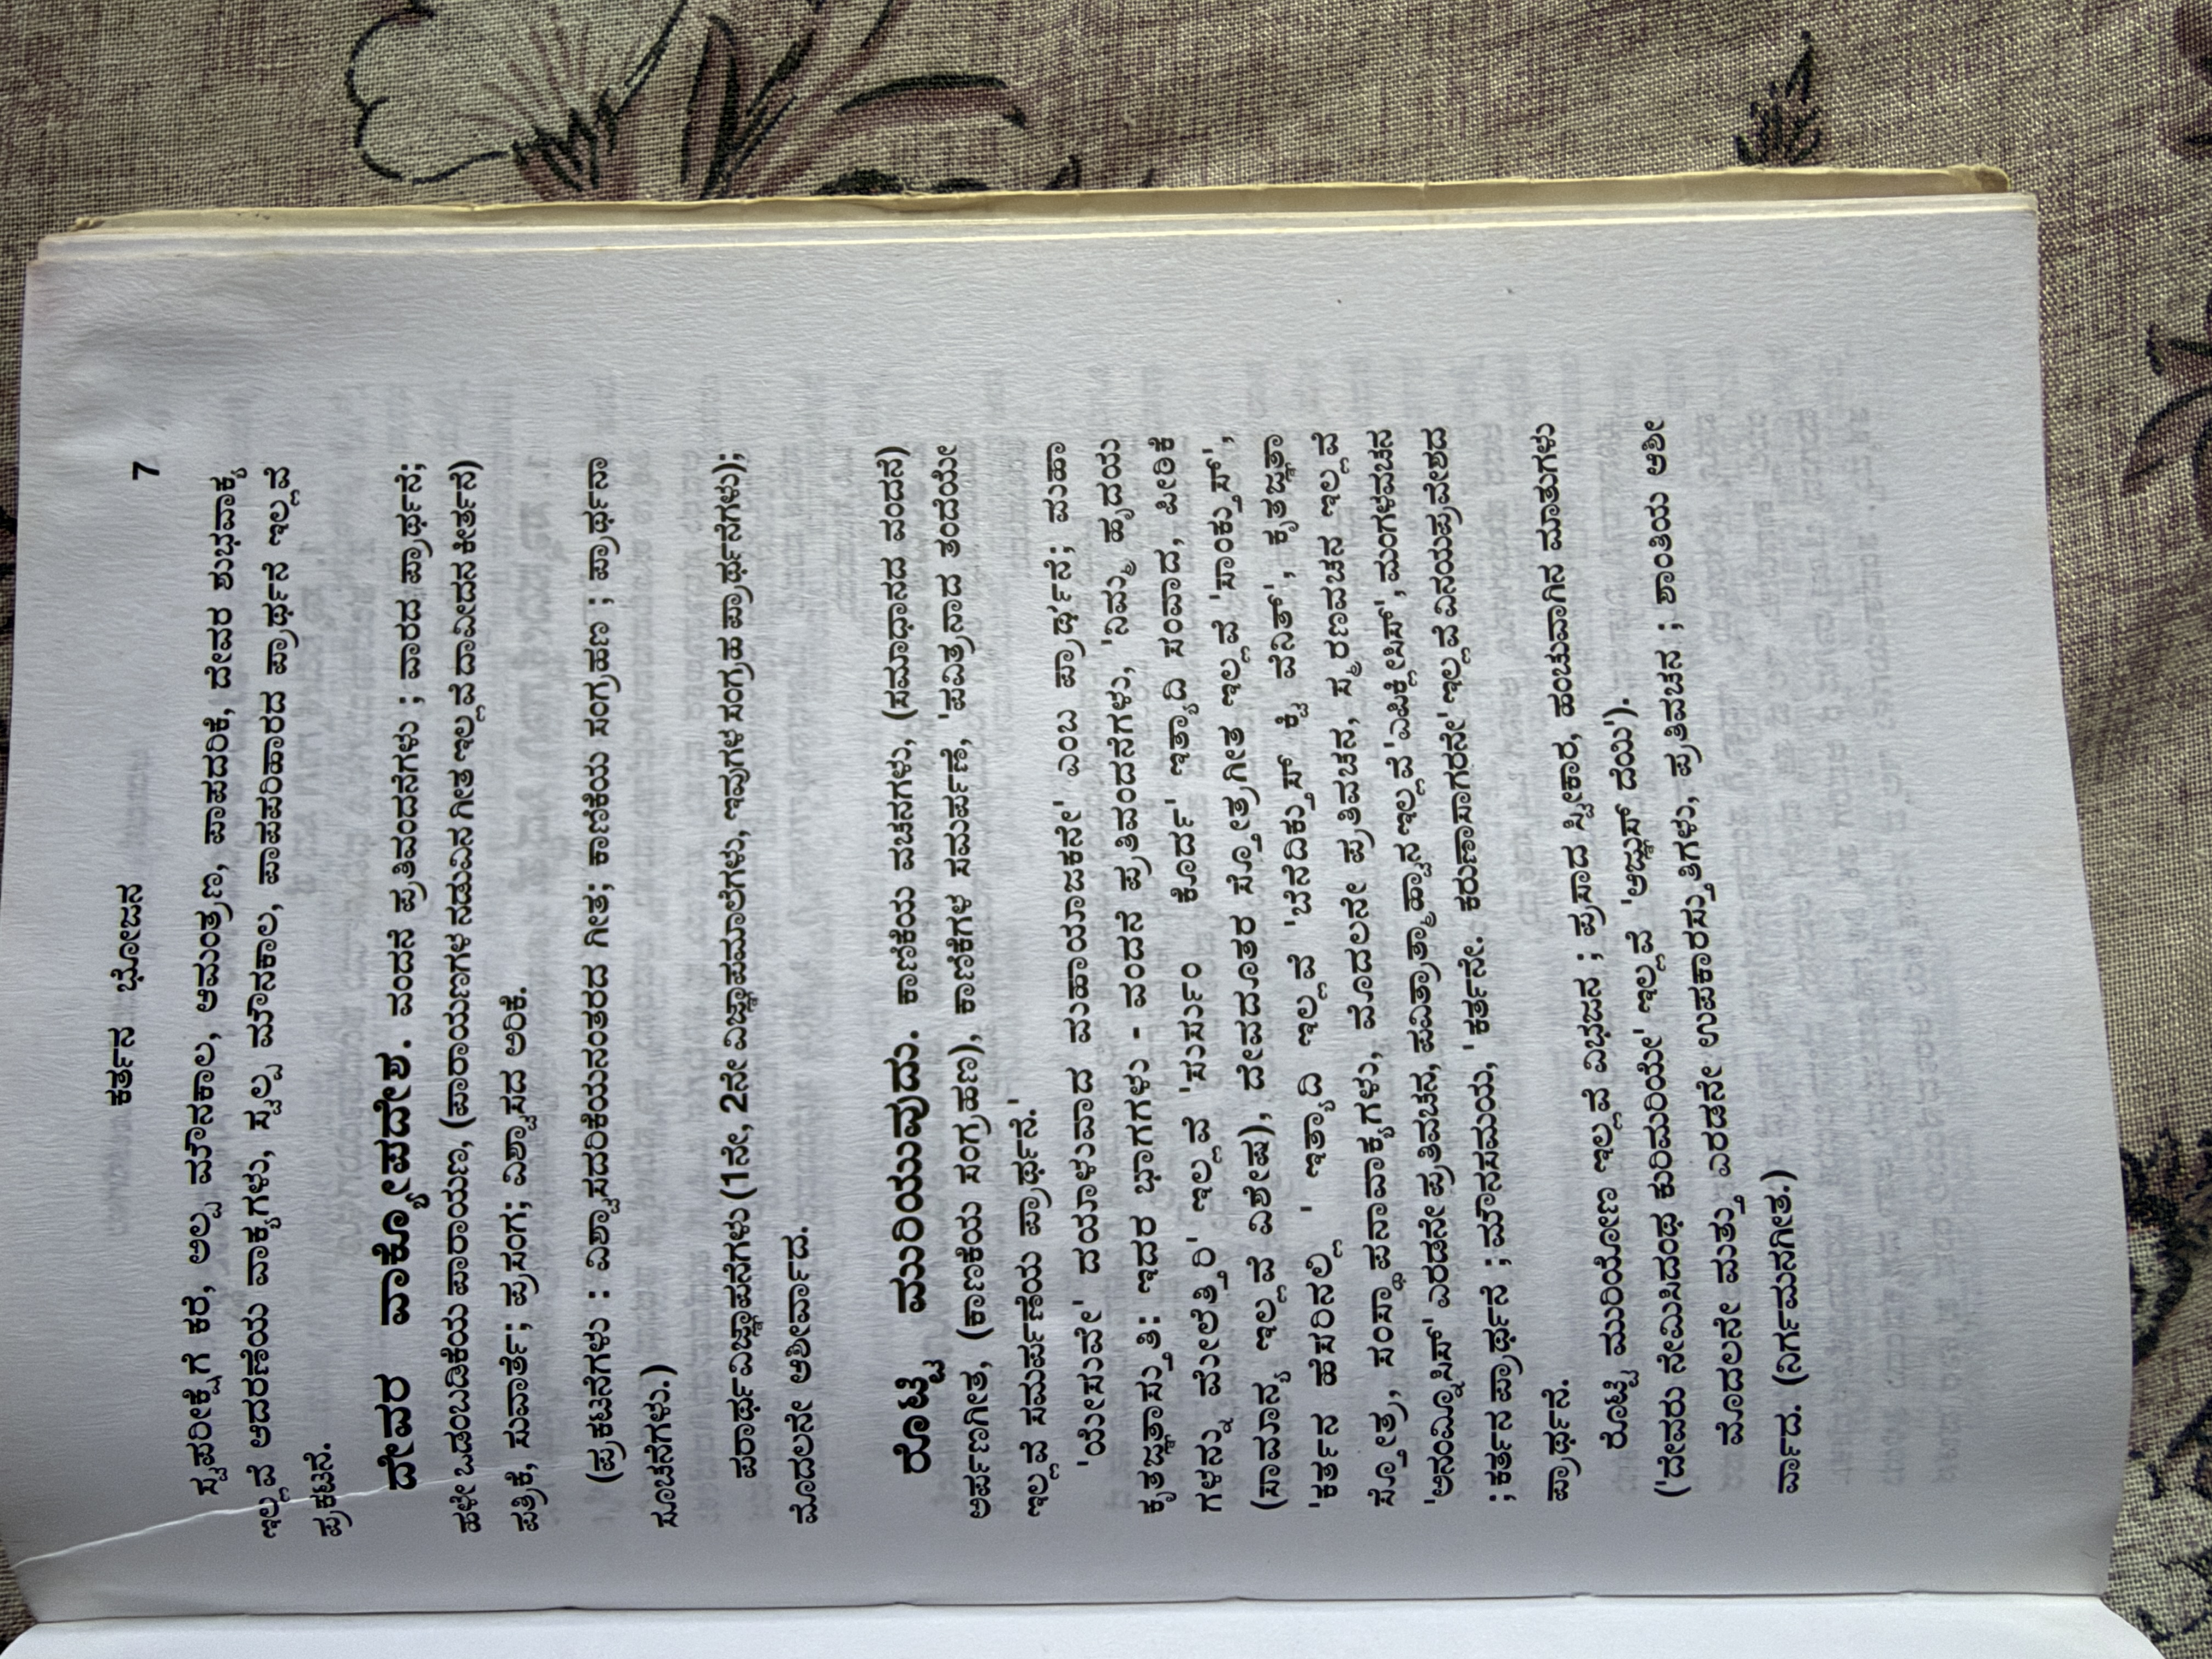 ಕರ್ತನ ಭೋಜನ
7
ಸ್ವಪರೀಕ್ಷೆಗೆ ಕರೆ, ಅಲ್ಪ ಮೌನಕಾಲ, ಆಮಂತ್ರಣ, ಪಾಪದರಿಕೆ, ದೇವರ ಶುಭವಾಕ್ಯ
ಇಲ್ಲವೆ ಆದರಣೆಯ ವಾಕ್ಯಗಳು, ಸ್ವಲ್ಪ ಮೌನಕಾಲ, ಪಾಪಪರಿಹಾರದ ಪ್ರಾರ್ಥನೆ ಇಲ್ಲವೆ
ಪ್ರಕಟನೆ.
ದೇವರ ವಾಕ್ಯೋಪದೇಶ. ವಂದನೆ ಪ್ರತಿವಂದನೆಗಳು ; ವಾರದ ಪ್ರಾರ್ಥನೆ;
ಹಳೇ ಒಡಂಬಡಿಕೆಯ ಪಾರಾಯಣ, (ಪಾರಾಯಣಗಳ ನಡುವಿನ ಗೀತ ಇಲ್ಲವೆ ದಾವೀದನ ಕೀರ್ತನೆ)
ಪತ್ರಿಕೆ, ಸುವಾರ್ತೆ; ಪ್ರಸಂಗ; ವಿಶ್ವಾಸದ ಅರಿಕೆ.
(ಪ್ರಕಟನೆಗಳು : ವಿಶ್ವಾಸದರಿಕೆಯನಂತರದ ಗೀತ; ಕಾಣಿಕೆಯ ಸಂಗ್ರಹಣ ; ಪ್ರಾರ್ಥನಾ
ಸೂಚನೆಗಳು.)
ಪರಾರ್ಥವಿಜ್ಞಾಪನೆಗಳು (1ನೇ, 2ನೇ ವಿಜ್ಞಾಪಮಾಲೆಗಳು, ಇವುಗಳ ಸಂಗ್ರಹ ಪ್ರಾರ್ಥನೆಗಳು);
ಮೊದಲನೇ ಆಶೀರ್ವಾದ.
ರೊಟ್ಟಿ ಮುರಿಯುವುದು. ಕಾಣಿಕೆಯ ವಚನಗಳು, (ಸಮಾಧಾನದ ವಂದನೆ)
ಅರ್ಪಣಗೀತ, (ಕಾಣಕೆಯ ಸಂಗ್ರಹಣ), ಕಾಣಿಕೆಗಳ ಸಮರ್ಪಣೆ, 'ಪವಿತ್ರನಾದ ತಂದೆಯೇ
ಇಲ್ಲವೆ ಸಮರ್ಪಣೆಯ ಪ್ರಾರ್ಥನೆ.'
'ಯೇಸುವೇ' ದಯಾಳುವಾದ ಮಹಾಯಾಜಕನೇ' ಎಂಬ ಪ್ರಾರ್ಥನೆ; ಮಹಾ
ಕೃತಜ್ಞತಾಸ್ತುತಿ: ಇದರ ಭಾಗಗಳು - ವಂದನೆ ಪ್ರತಿವಂದನೆಗಳು, 'ನಿಮ್ಮ ಹೃದಯ
ಗಳನ್ನು ಮೇಲೆತ್ತಿರಿ' ಇಲ್ಲವೆ 'ಸುರ್ಸುಂ ಕೊರ್ದ' ಇತ್ಯಾದಿ ಸಂವಾದ, ಪೀಠಿಕೆ
(ಸಾಮಾನ್ಯ ಇಲ್ಲವೆ ವಿಶೇಷ), ದೇವದೂತರ ಸ್ತೋತ್ರಗೀತ ಇಲ್ಲವೆ 'ಸಾಂಕ್ತುಸ್',
'ಕರ್ತನ ಹೆಸರಿನಲ್ಲಿ ' ಇತ್ಯಾದಿ ಇಲ್ಲವೆ 'ಬೆನೆದಿಕ್ತುಸ್ ಕ್ವಿ ವೆನಿತ್', ಕೃತಜ್ಞತಾ
ಸ್ತೋತ್ರ, ಸಂಸ್ಥಾಪನಾವಾಕ್ಯಗಳು, ಮೊದಲನೇ ಪ್ರತಿವಚನ, ಸ್ಮರಣವಚನ ಇಲ್ಲವೆ
'ಅನಂಮ್ನೊಸಿಸ್' ಎರಡನೇ ಪ್ರತಿವಚನ, ಪವಿತ್ರಾತ್ಮಾಹ್ವಾನ ಇಲ್ಲವೆ 'ಎಪಿಕ್ಲೀಸಿಸ್', ಮಂಗಳವಚನ
; ಕರ್ತನ ಪ್ರಾರ್ಥನೆ ; ಮೌನಸಮಯ, 'ಕರ್ತನೇ. ಕರುಣಾಸಾಗರನೇ' ಇಲ್ಲವೆ ವಿನಯಪ್ರವೇಶದ
ಪ್ರಾರ್ಥನೆ.
ರೊಟ್ಟಿ ಮುರಿಯೋಣ ಇಲ್ಲವೆ ವಿಭಜನ ; ಪ್ರಸಾದ ಸ್ವೀಕಾರ, ಹಂಚುವಾಗಿನ ಮಾತುಗಳು
('ದೇವರು ನೇಮಿಸಿದಂಥ ಕುರಿಮರಿಯೇ' ಇಲ್ಲವೆ 'ಆಜ್ಞುಸ್ ದೆಯಿ').
ಮೊದಲನೇ ಮತ್ತು ಎರಡನೇ ಉಪಕಾರಸ್ತುತಿಗಳು, ಪ್ರತಿವಚನ ; ಶಾಂತಿಯ ಆಶೀ
ರ್ವಾದ. (ನಿರ್ಗಮನಗೀತ.)